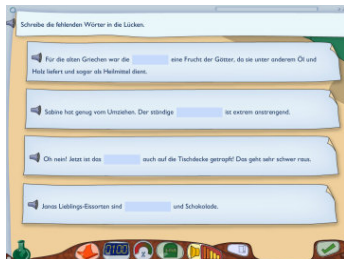 Schreibe die fehlenden Wörter in die Lücken.
Für die alten Griechen war die eine Frucht der Götter, da sie unter anderem Öl und
Holz liefert und sogar als Heilmittel dient.
Sabine hat genug vom Umziehen. Der ständige ist extrem anstrengend.
Oh nein! Jetzt ist das auch auf die Tischdecke getropft! Das geht sehr schwer raus.
Janas Lieblings-Eissorten sind und Schokolade.
01:00